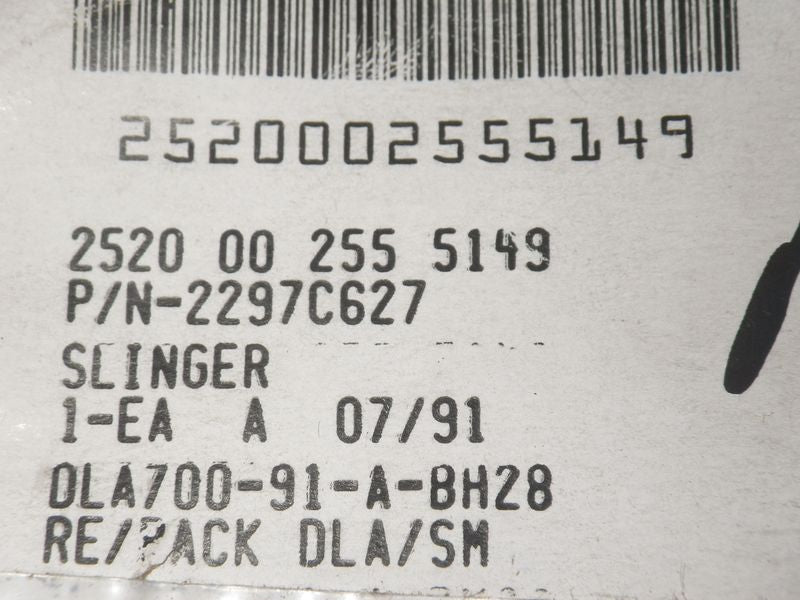 2520002555149
2520 00 255 5149
P/N-2297C627
SLINGER
1-EA A 07/91
DLA700-91-A-BH28
RE/PACK DLA/SM